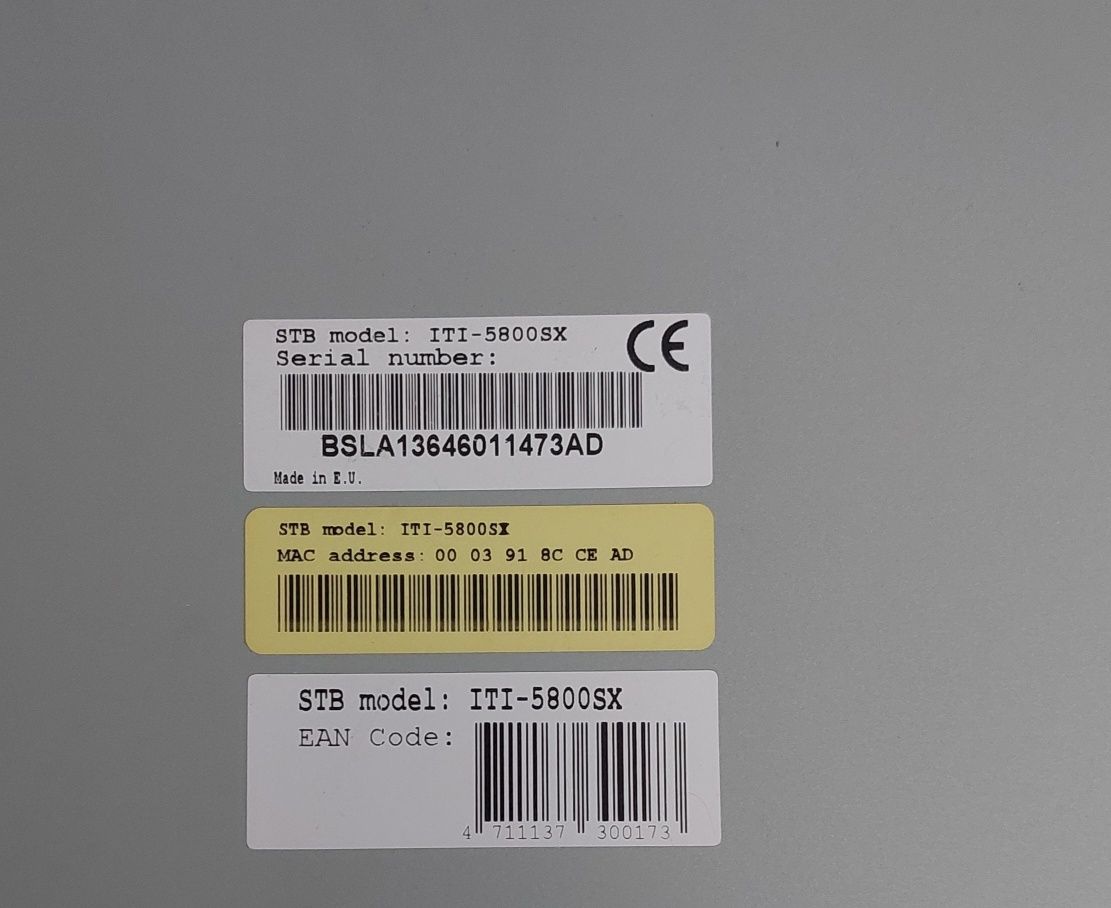 STB model: ITI-5800SX
CE
Serial number:
BSLA13646011473AD
Made in E.U.
STB model: ITI-5800SX
MAC address: 00 03 91 8C CE AD
STB model: ITI-5800SX
EAN Code:
4 711137 300173